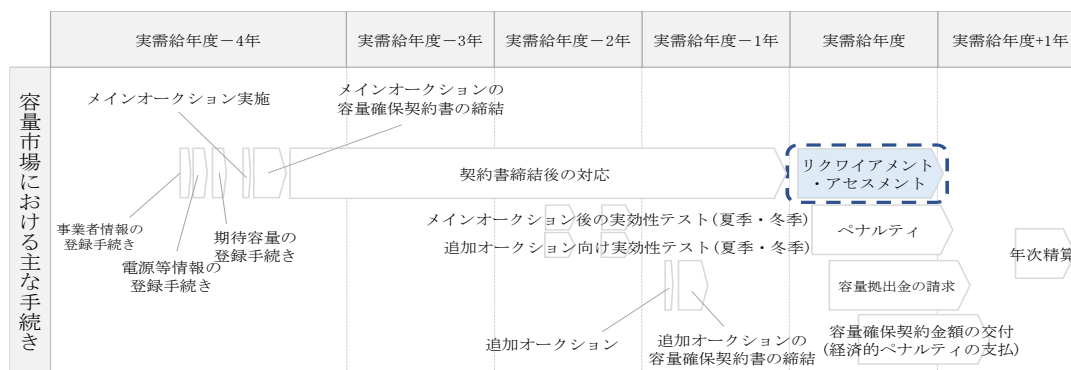 実需給年度－4年
実需給年度－3年
実需給年度－2年
実需給年度－1年
実需給年度
実需給年度+1年
容量市場における主な手続き
メインオークション実施
メインオークションの
容量確保契約書の締結
契約書締結後の対応
リクワイアメント
・アセスメント
事業者情報の
登録手続き
電源等情報の
登録手続き
期待容量の
登録手続き
メインオークション後の実効性テスト(夏季・冬季)
追加オークション向け実効性テスト(夏季・冬季)
ペナルティ
年次精算
容量拠出金の請求
追加オークション
追加オークションの
容量確保契約書の締結
容量確保契約金額の交付
(経済的ペナルティの支払)